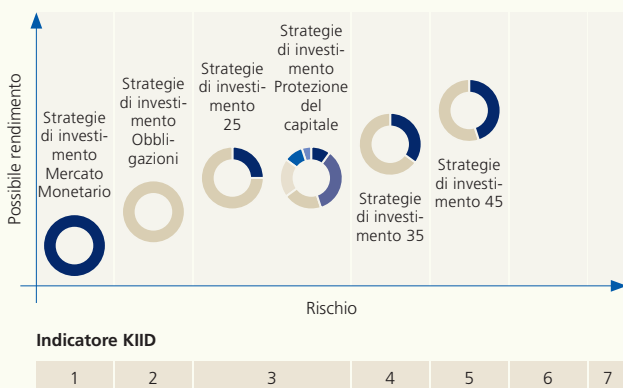 Possibile rendimento
Strategie
di investi-
mento
Mercato
Monetario
Strategie
di investi-
mento
Obbli-
gazioni
Strategie
di investi-
mento
25
Strategie
di investi-
mento
Protezione
del
capitale
Strategie
di investi-
mento 35
Strategie
di investi-
mento 45
Rischio
Indicatore KIID
1 2 3 4 5 6 7